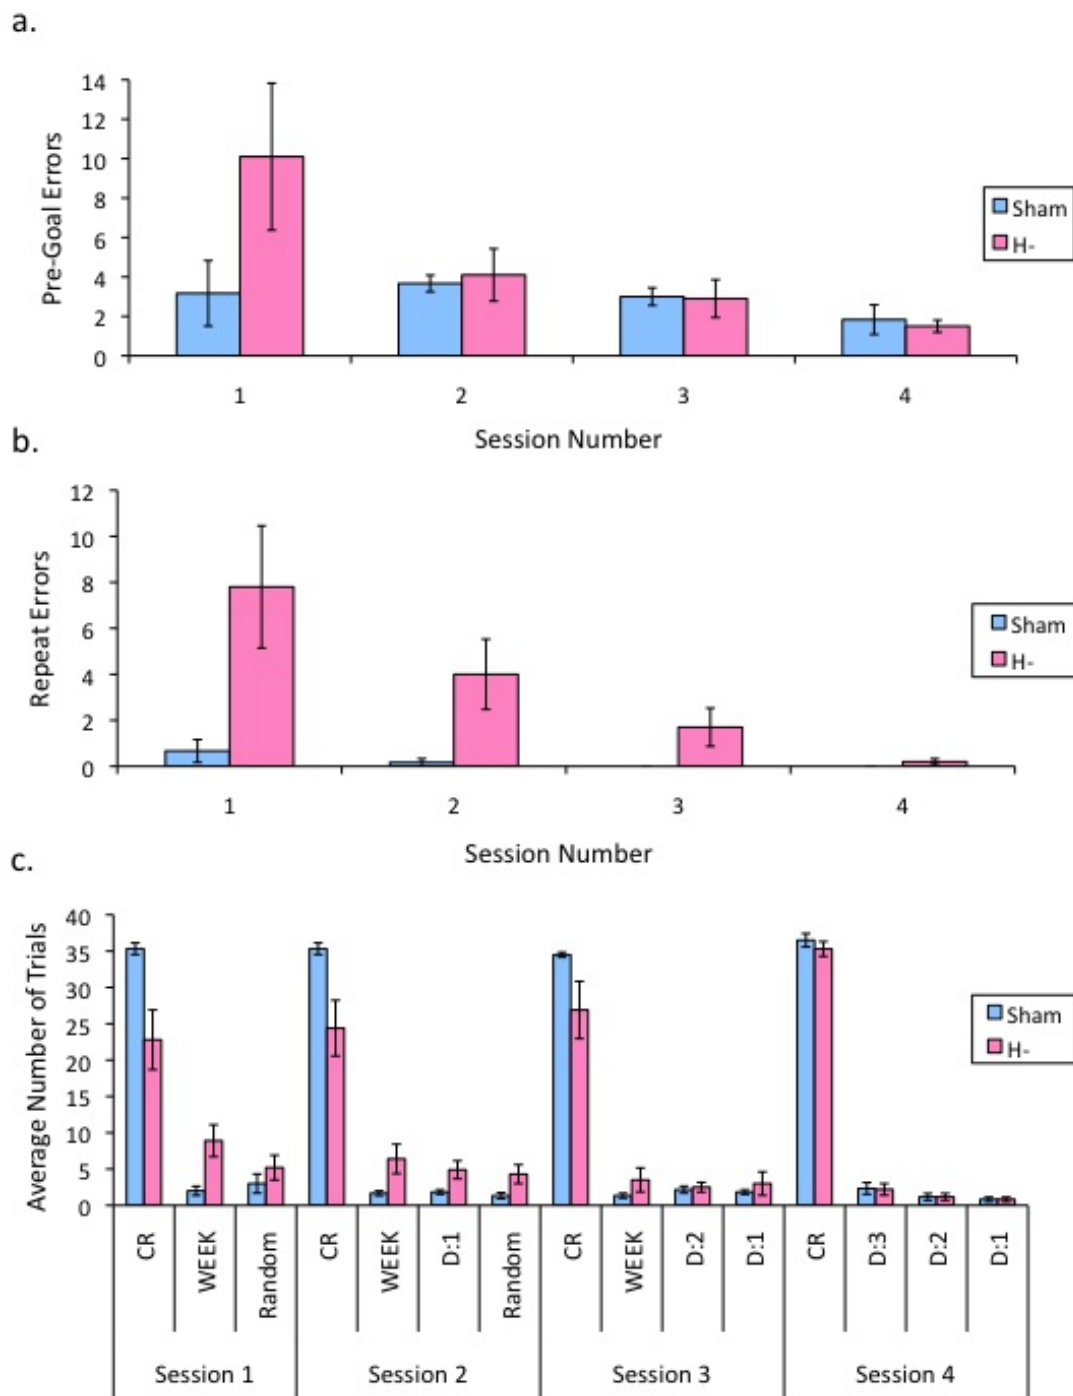 a.
14
12
10
8
6
4
2
0
Pre-Goal Errors
Sham
H-
1 2 3 4
Session Number
b.
12
10
8
6
4
2
0
Repeat Errors
Sham
H-
1 2 3 4
Session Number
c.
40
35
30
25
20
15
10
5
0
Average Number of Trials
Sham
H-
CR WEEK Random CR WEEK D:1 Random CR WEEK D:2 D:1 CR D:3 D:2 D:1
Session 1 Session 2 Session 3 Session 4